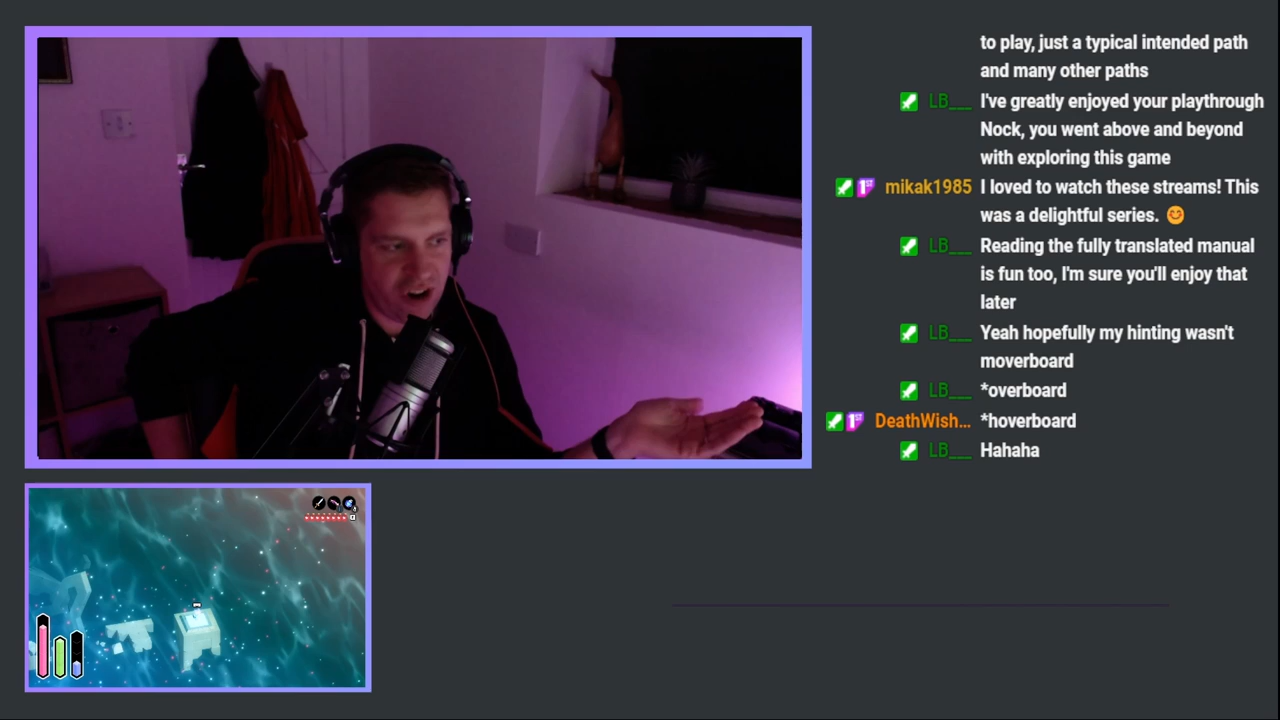 to play, just a typical intended path
and many other paths
LB___ I've greatly enjoyed your playthrough
Nock, you went above and beyond
with exploring this game
1ST mikak1985 I loved to watch these streams! This
was a delightful series. 😊
LB___ Reading the fully translated manual
is fun too, I'm sure you'll enjoy that
later
LB___ Yeah hopefully my hinting wasn't
moverboard
LB___ *overboard
1ST DeathWish... *hoverboard
LB___ Hahaha